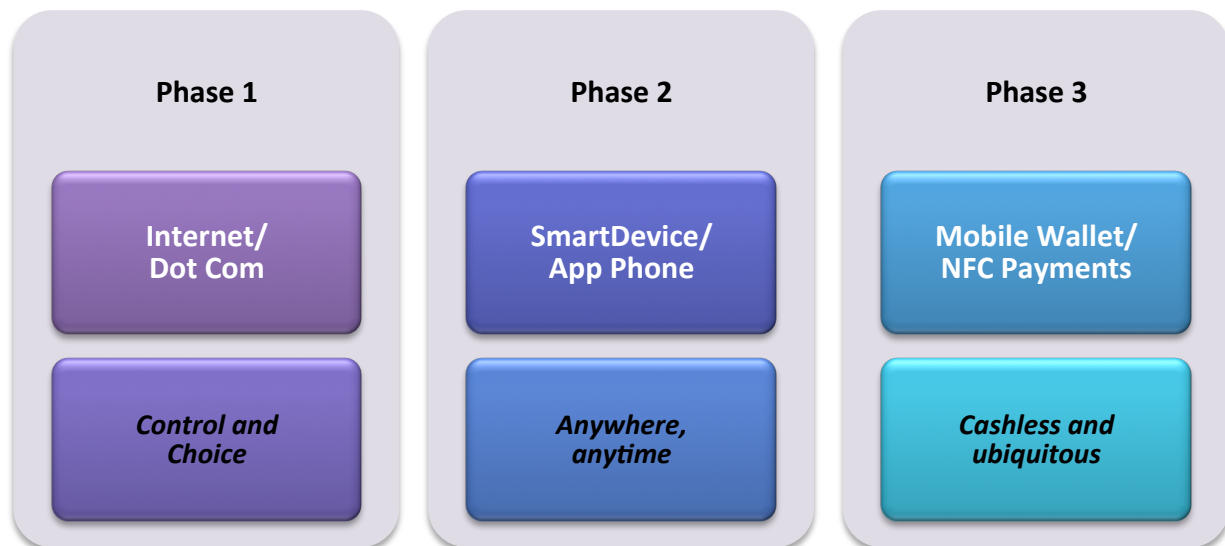 Phase 1
Internet/
Dot Com
Control and
Choice
Phase 2
SmartDevice/
App Phone
Anywhere,
anytime
Phase 3
Mobile Wallet/
NFC Payments
Cashless and
ubiquitous